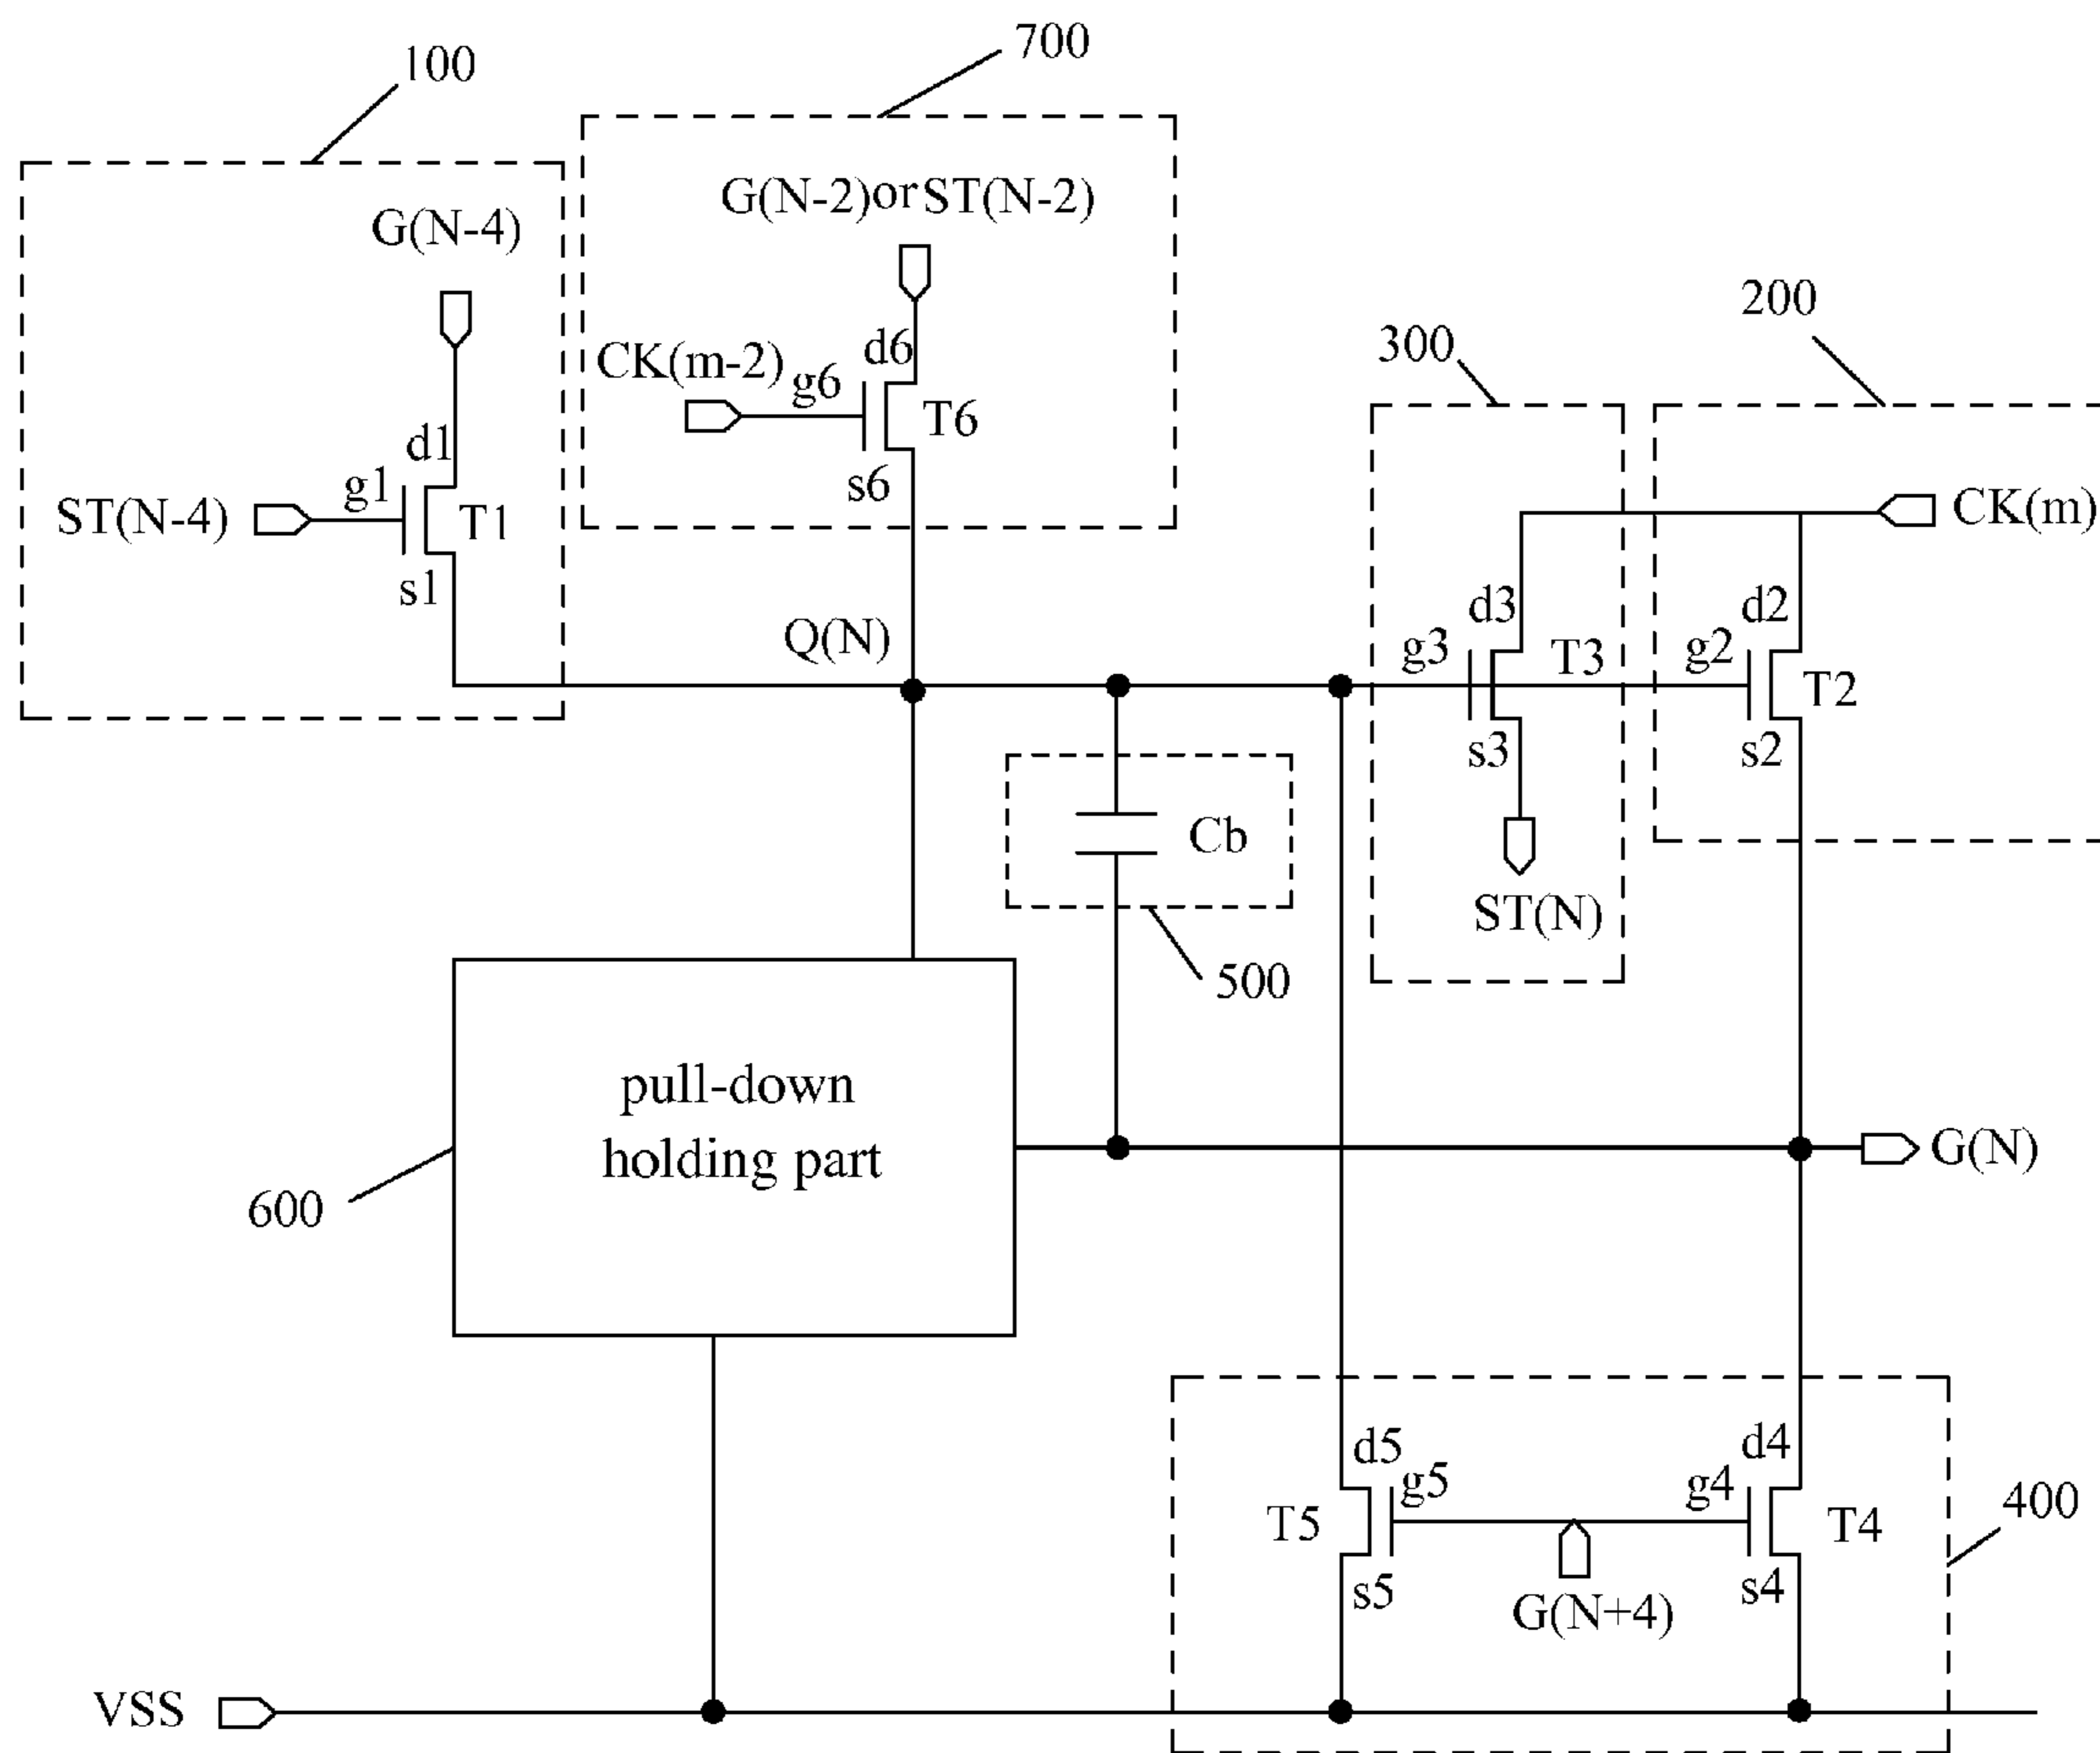 100
700
G(N-2)orST(N-2)
G(N-4)
200
300
CK(m-2)
g6
d6
T6
s6
d1
g1
ST(N-4)
T1
s1
CK(m)
Q(N)
d3
g3
T3
s3
d2
g2
T2
s2
Cb
ST(N)
500
pull-down
holding part
G(N)
600
d5
g5
T5
s5
d4
g4
T4
s4
400
G(N+4)
VSS